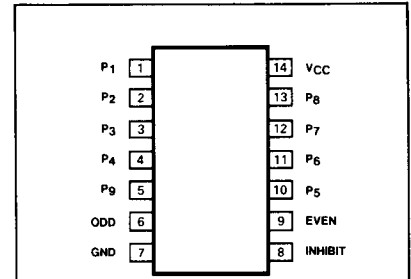 P1 1 14 VCC
P2 2 13 P8
P3 3 12 P7
P4 4 11 P6
P9 5 10 P5
ODD 6 9 EVEN
GND 7 8 INHIBIT